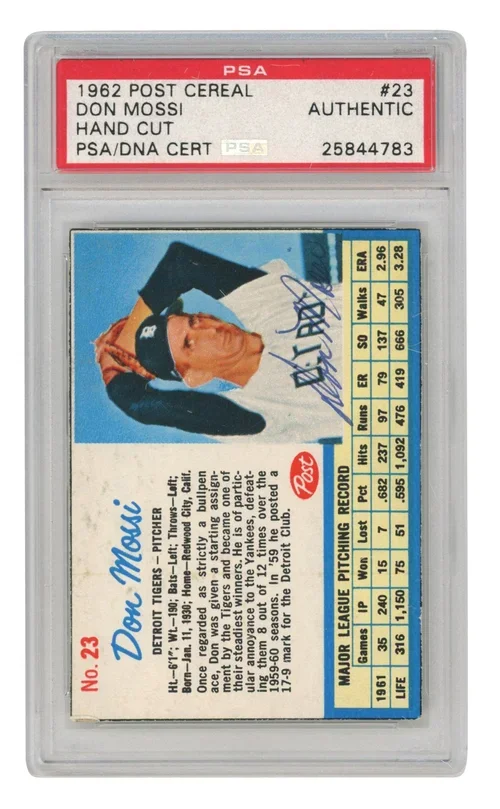 PSA
1962 POST CEREAL #23
DON MOSSI AUTHENTIC
HAND CUT
PSA/DNA CERT PSA 25844783
No. 23 Don Mossi
DETROIT TIGERS — PITCHER
Ht.—6'1"; Wt.—190; Bats—Left; Throws—Left;
Born—Jan. 11, 1930; Home—Redwood City, Calif.
Once regarded as strictly a bullpen
ace, Don was given a starting assign-
ment by the Tigers and became one of
their steadiest winners. He is of partic-
ular annoyance to the Yankees, defeat-
ing them 8 out of 12 times over the
1959-60 seasons. In '59 he posted a
17-9 mark for the Detroit Club.
Post
DETROI
Don Mossi
MAJOR LEAGUE PITCHING RECORD
Games IP Won Lost Pct Hits Runs ER SO Walks ERA
1961 35 240 15 7 .682 237 97 79 137 47 2.96
LIFE 316 1,150 75 51 .595 1,092 476 419 666 305 3.28